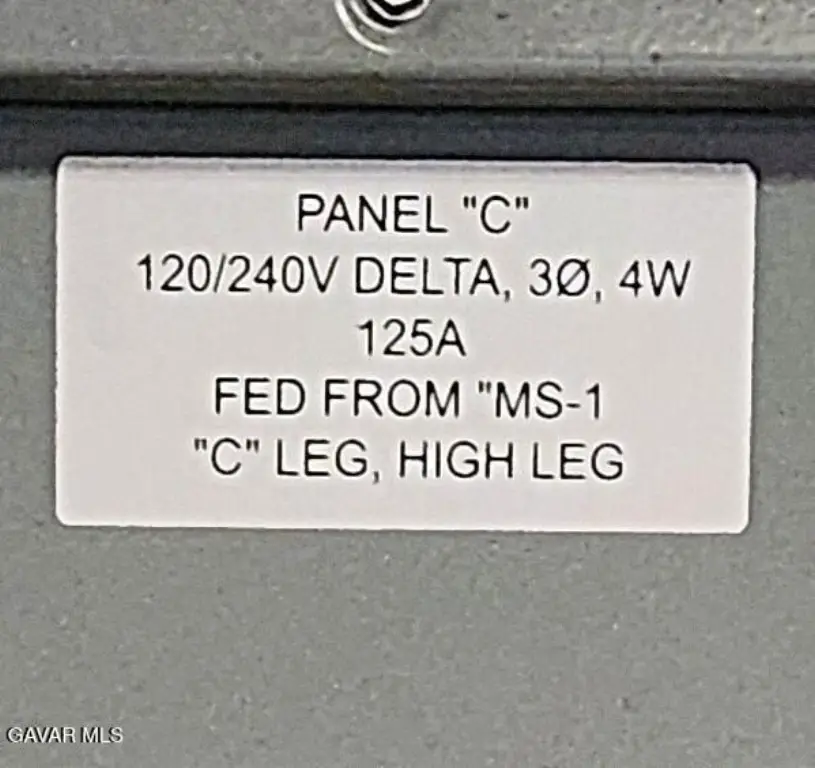 PANEL "C"
120/240V DELTA, 3Ø, 4W
125A
FED FROM "MS-1
"C" LEG, HIGH LEG
GAVAR MLS